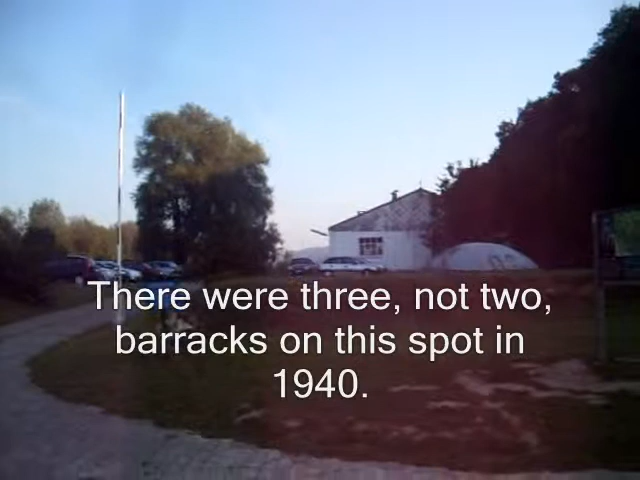 There were three, not two,
barracks on this spot in
1940.